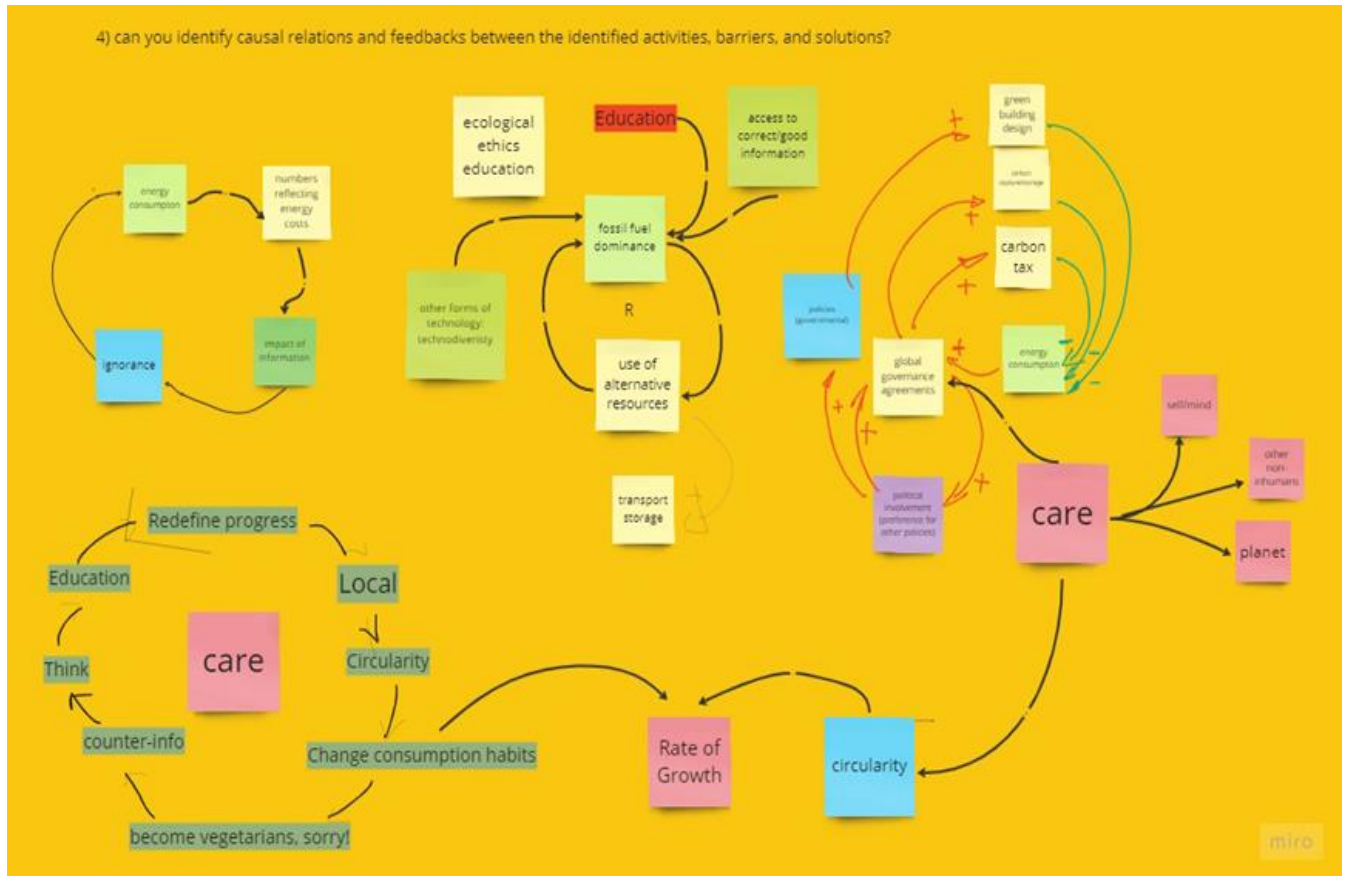 4) can you identify causal relations and feedbacks between the identified activities, barriers, and solutions?
energy
consumpton
numbers
reflecting
energy
costs
impact of
information
ignorance
ecological
ethics
education
Education
access to
correct/good
information
fossil fuel
dominance
other forms of
technology:
technodiveristy
R
use of
alternative
resources
transport
storage
green
building
design
carbon
carbon
tax
policies
(governmental)
global
governance
agreements
energy
consumpton
political
involvement
(preference for
other policies)
+
+
+
+
+
+
+
-
-
-
care
self/mind
other
non-
inhumans
planet
Redefine progress
Education
Local
care
Think
Circularity
counter-info
Change consumption habits
become vegetarians, sorry!
Rate of
Growth
circularity
miro